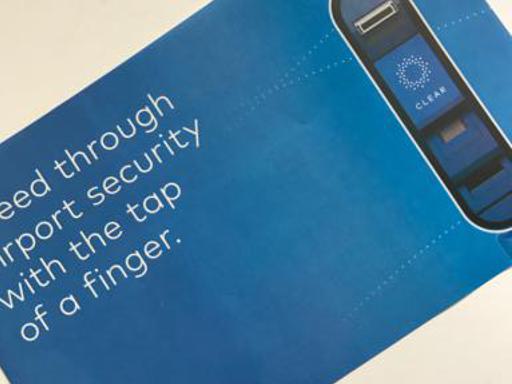 eed through
irport security
with the tap
of a finger.
CLEAR